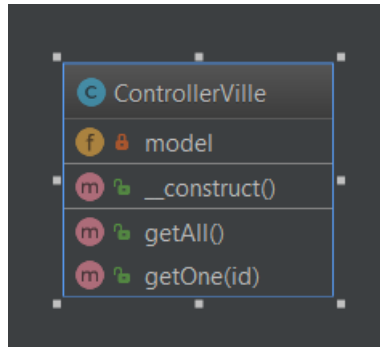 C ControllerVille
f model
m __construct()
m getAll()
m getOne(id)